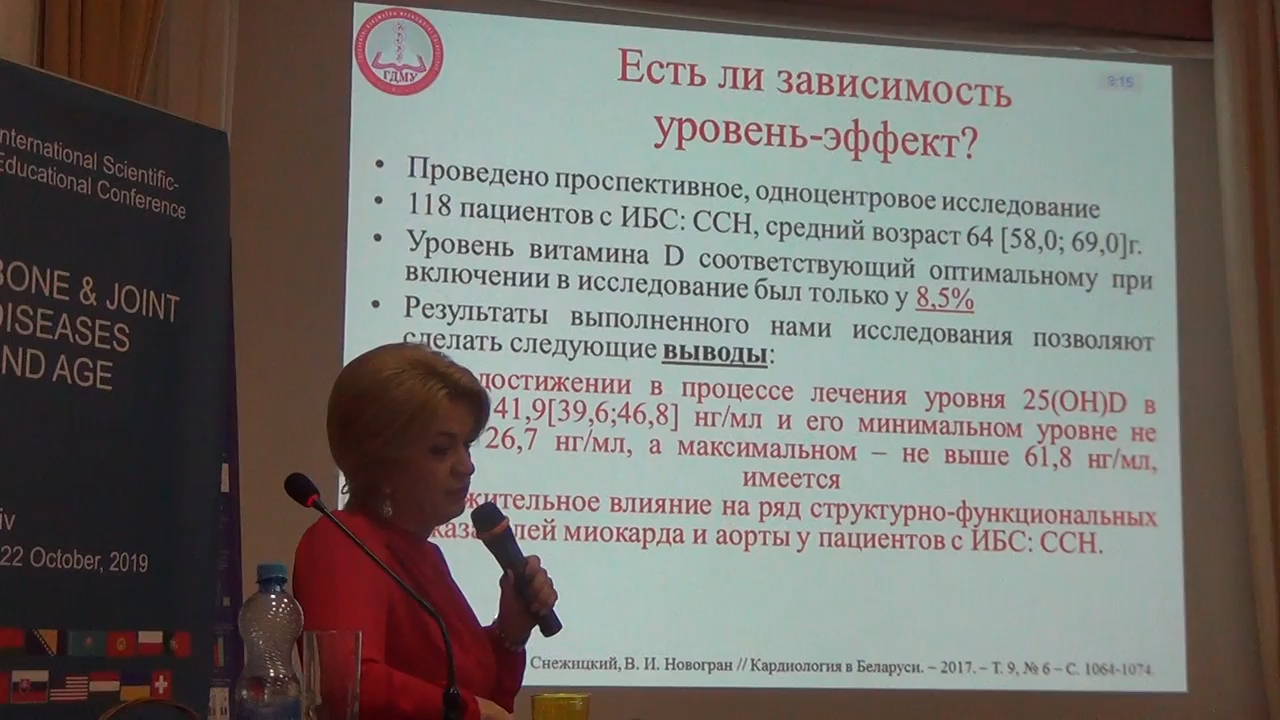 International Scientific-
Educational Conference
BONE & JOINT
DISEASES
AND AGE
22 October, 2019
ГДМУ
Есть ли зависимость
уровень-эффект?
3:15
• Проведено проспективное, одноцентровое исследование
• 118 пациентов с ИБС: ССН, средний возраст 64 [58,0; 69,0]г.
• Уровень витамина D соответствующий оптимальному при
включении в исследование был только у 8,5%
• Результаты выполненного нами исследования позволяют
сделать следующие выводы:
достижении в процессе лечения уровня 25(OH)D в
41,9[39,6;46,8] нг/мл и его минимальном уровне не
26,7 нг/мл, а максимальном – не выше 61,8 нг/мл,
имеется
жительное влияние на ряд структурно-функциональных
лей миокарда и аорты у пациентов с ИБС: ССН.
Снежицкий, В. И. Новогран // Кардиология в Беларуси. – 2017. – Т. 9, № 6 – С. 1064-1074.